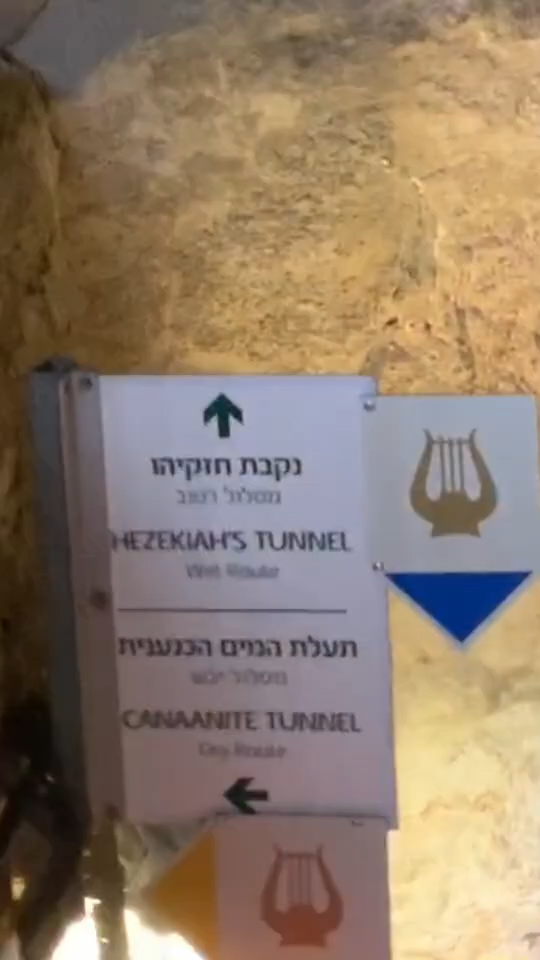 נקבת חזקיהו
מסלול רטוב
HEZEKIAH'S TUNNEL
Wet Route
תעלת המים הכנענית
מסלול יבש
CANAANITE TUNNEL
Dry Route